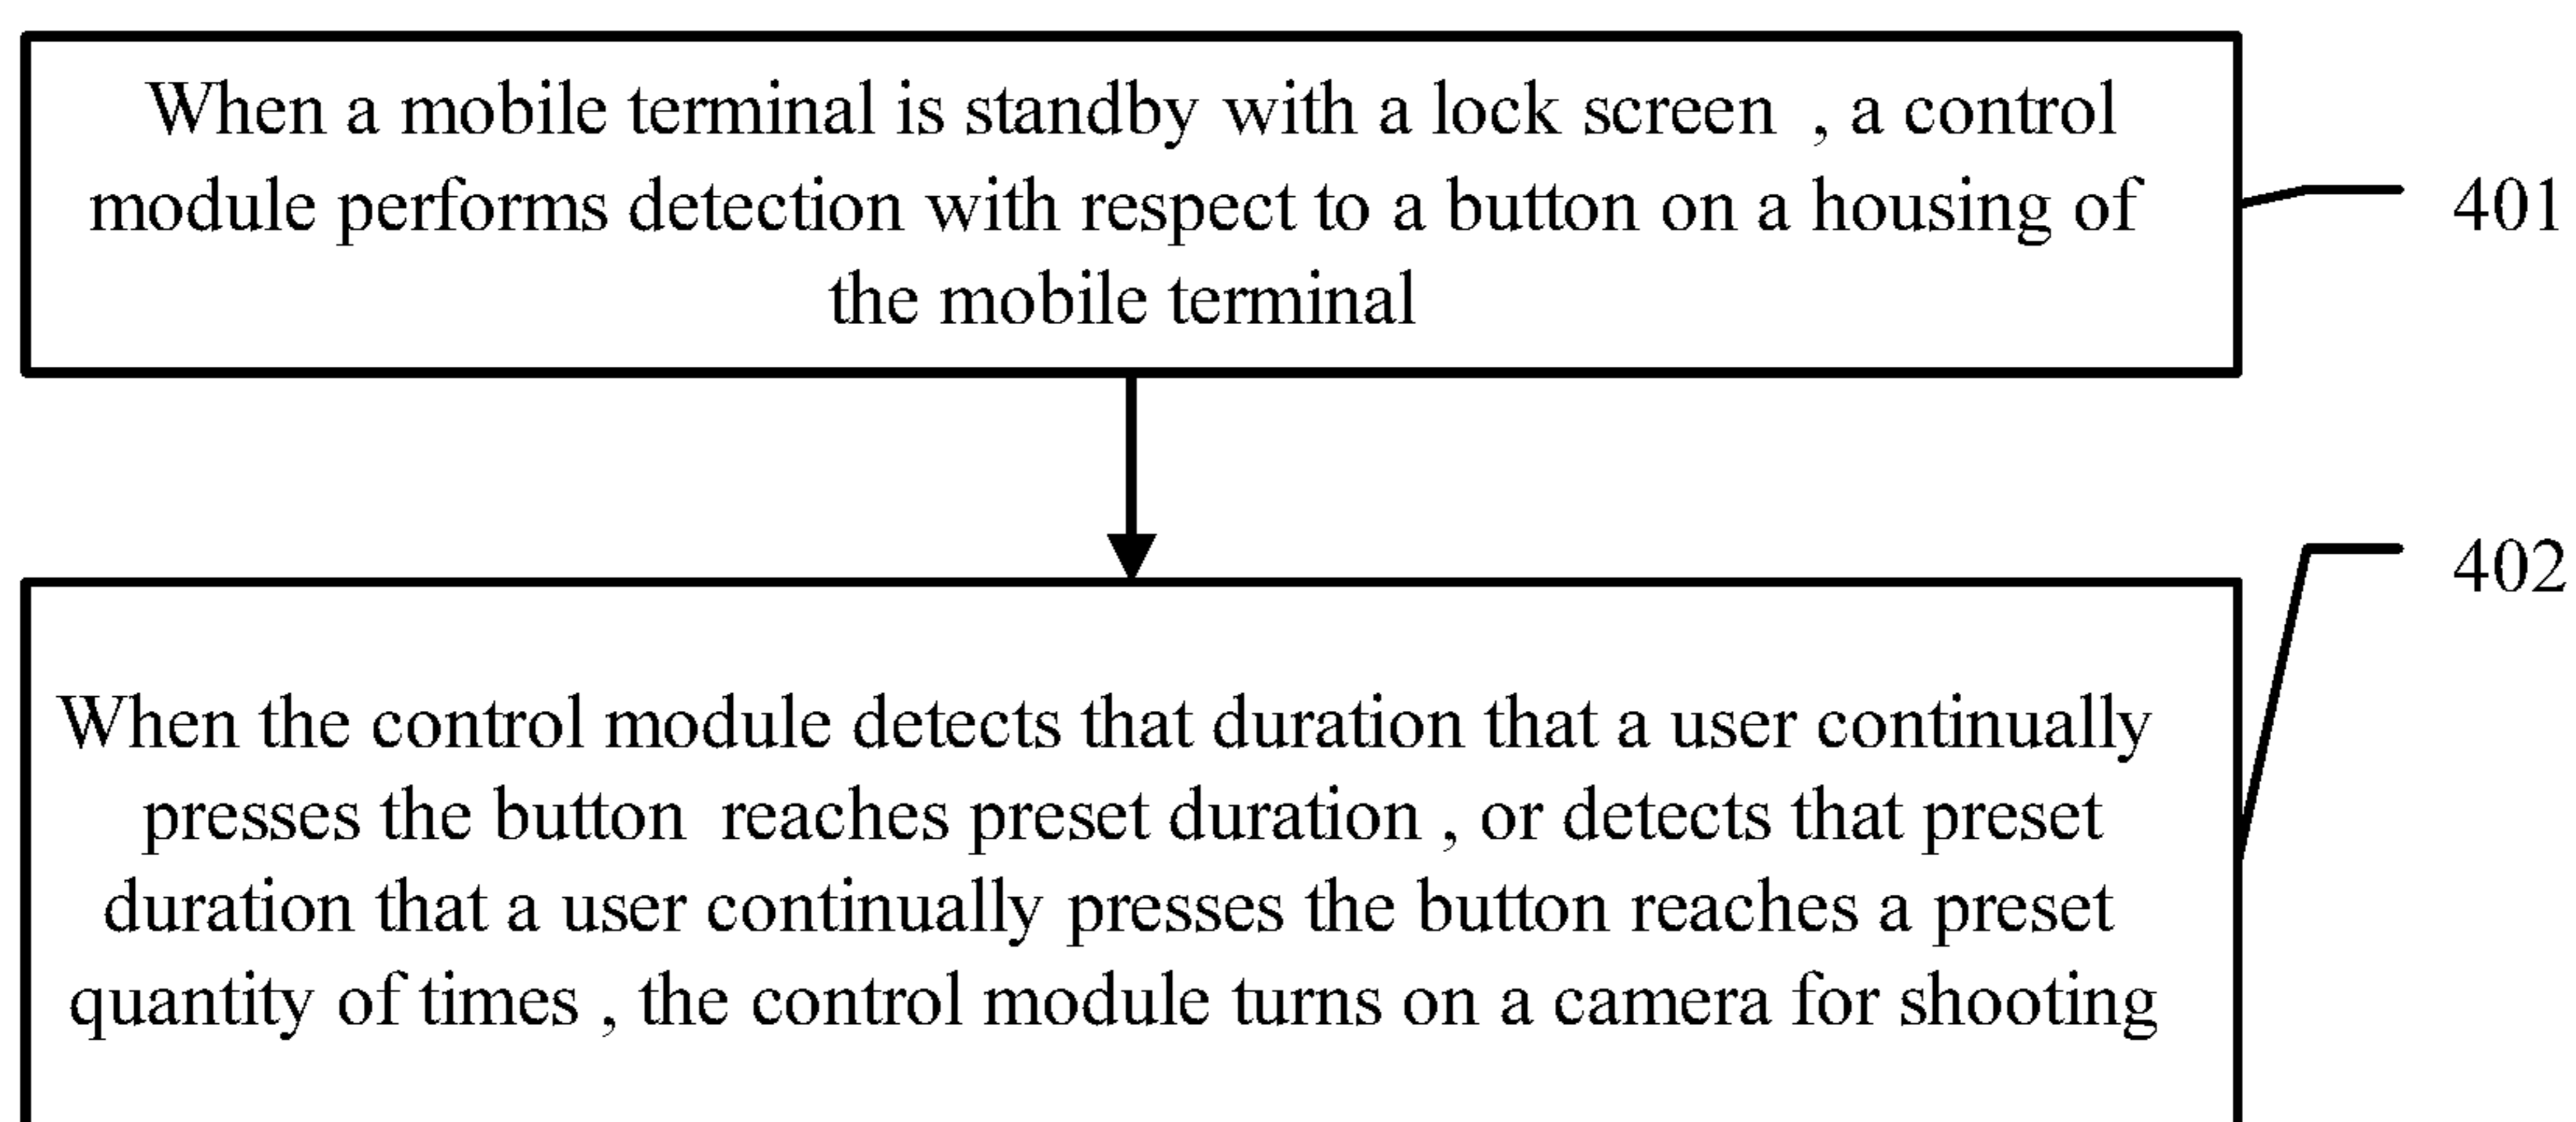 When a mobile terminal is standby with a lock screen , a control
module performs detection with respect to a button on a housing of
the mobile terminal
401
402
When the control module detects that duration that a user continually
presses the button reaches preset duration , or detects that preset
duration that a user continually presses the button reaches a preset
quantity of times , the control module turns on a camera for shooting